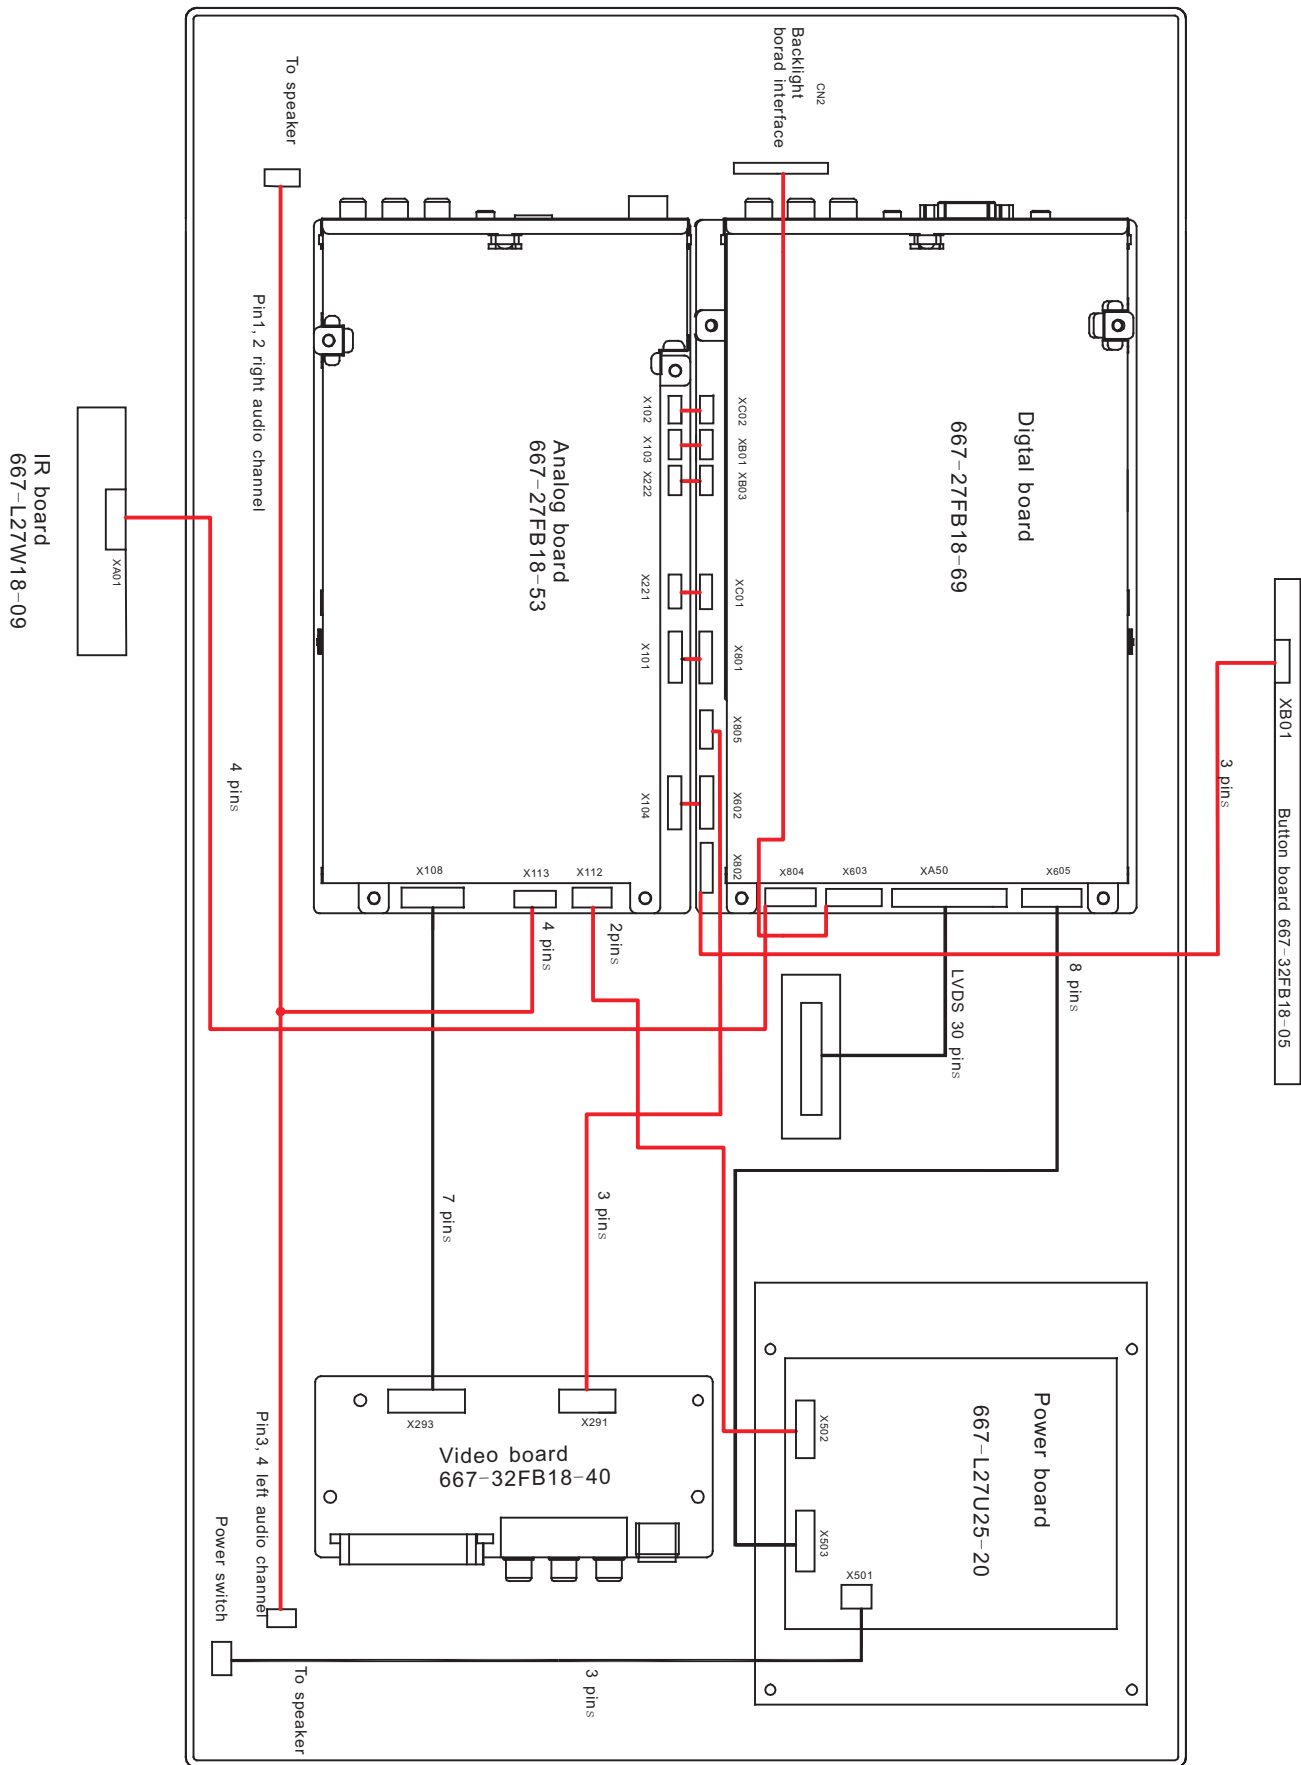 Backlight
borad interface
CN2
To speaker
Pin1, 2 right audio channel
IR board
667-L27W18-09
XA01
4 pins
Analog board
667-27FB18-53
X102
X103
X222
X221
X101
X104
XC02
XB01
XB03
XC01
X801
X805
X602
X802
Digtal board
667-27FB18-69
XB01
Button board 667-32FB18-05
3 pins
X108
X113
X112
X804
X603
XA50
X605
4 pins
2pins
LVDS 30 pins
8 pins
7 pins
3 pins
X293
X291
Video board
667-32FB18-40
Power board
667-L27U25-20
X502
X503
X501
Pin3, 4 left audio channel
Power switch
To speaker
3 pins